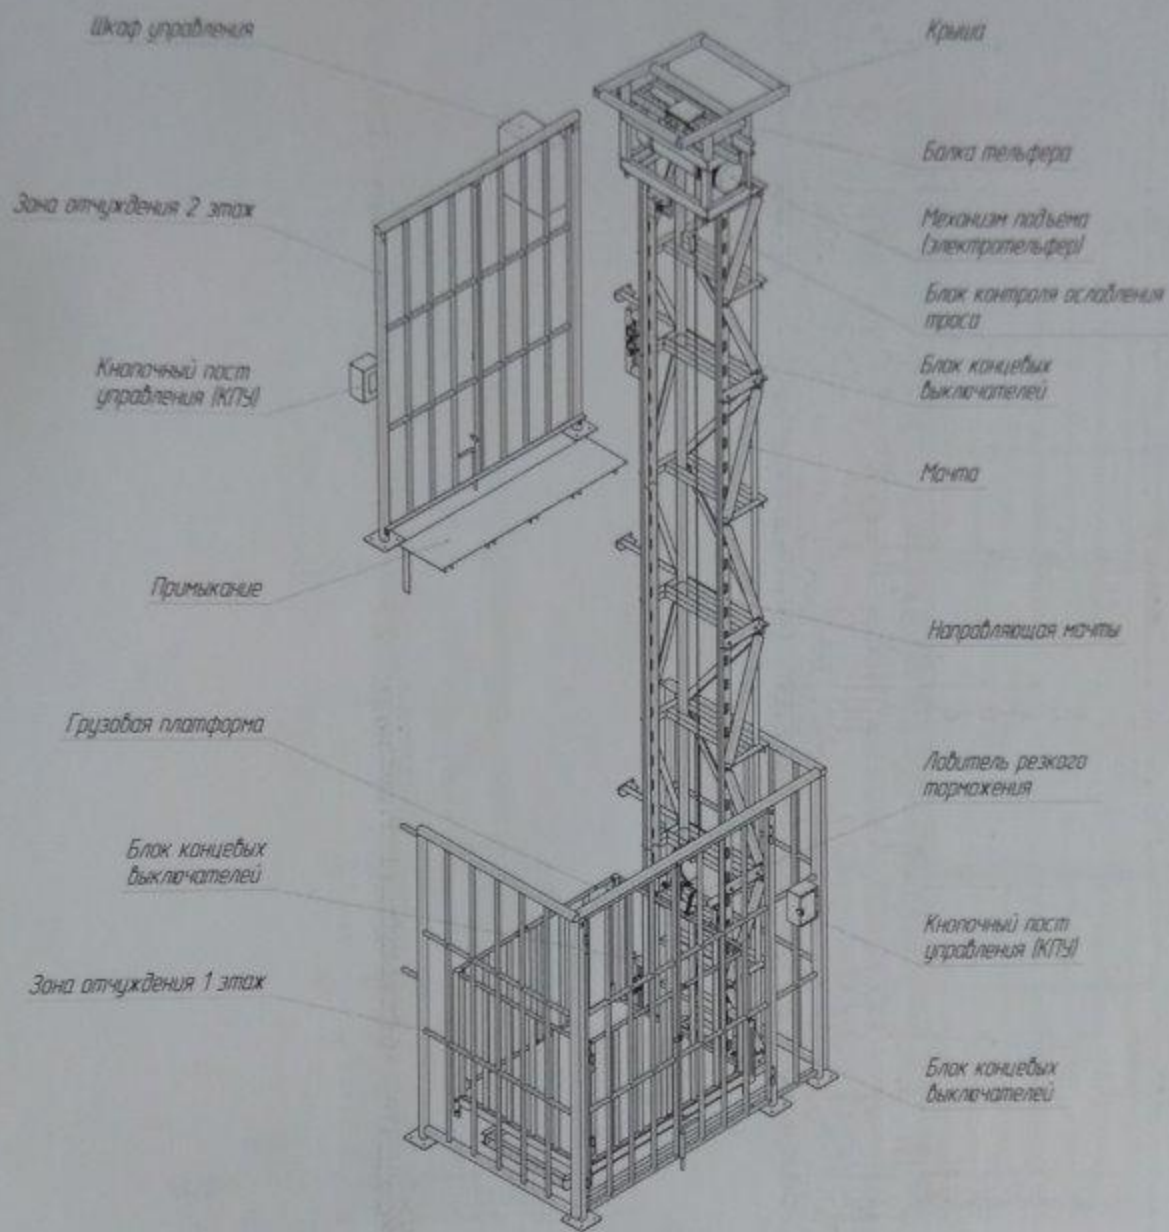 Шкаф управления
Зона отчуждения 2 этаж
Кнопочный пост
управления (КПУ)
Примыкание
Грузовая платформа
Блок концевых
выключателей
Зона отчуждения 1 этаж
Крыша
Балка тельфера
Механизм подъема
(электротельфер)
Блок контроля ослабления
троса
Блок концевых
выключателей
Мачта
Направляющая мачты
Ловитель резкого
торможения
Кнопочный пост
управления (КПУ)
Блок концевых
выключателей